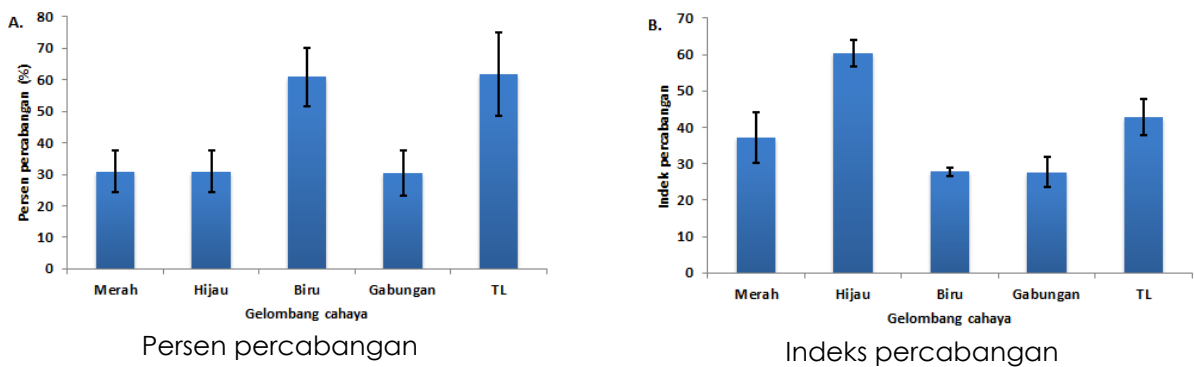 A.
Persen percabangan (%)
80
70
60
50
40
30
20
10
0
Merah Hijau Biru Gabungan TL
Gelombang cahaya
Persen percabangan
B.
Indek percabangan
70
60
50
40
30
20
10
0
Merah Hijau Biru Gabungan TL
Gelombang cahaya
Indeks percabangan